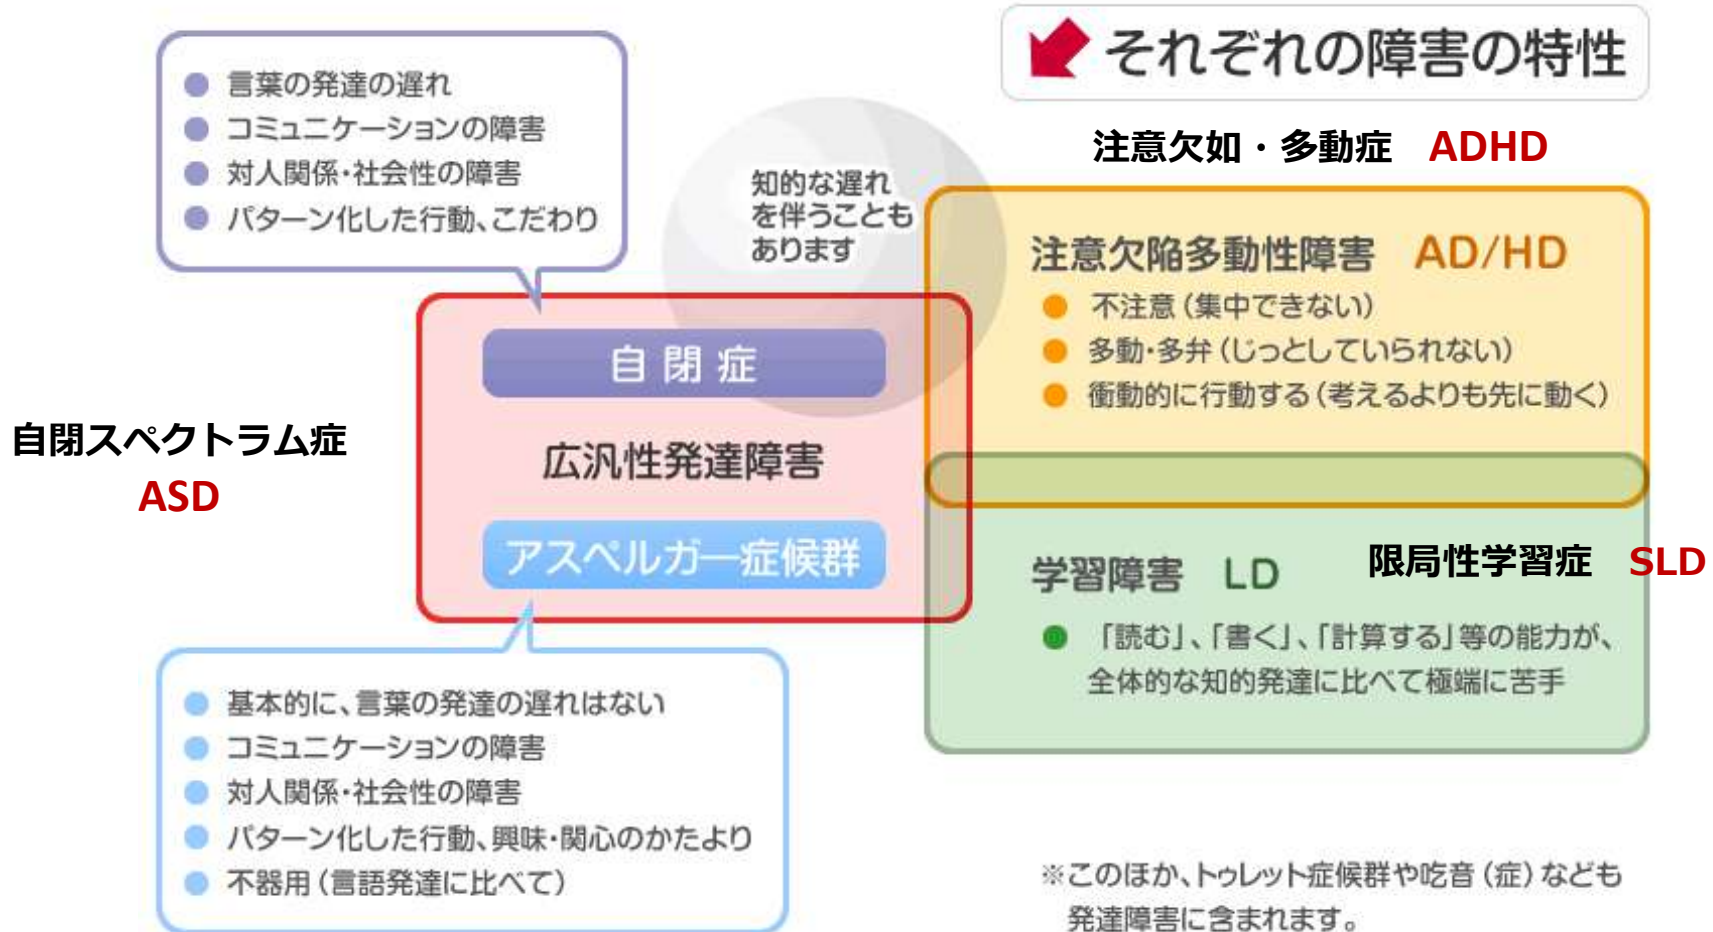 それぞれの障害の特性
● 言葉の発達の遅れ
● コミュニケーションの障害
● 対人関係・社会性の障害
● パターン化した行動、こだわり
知的な遅れ
を伴うことも
あります
注意欠如・多動症 ADHD
注意欠陥多動性障害 AD/HD
● 不注意（集中できない）
● 多動・多弁（じっとしていられない）
● 衝動的に行動する（考えるよりも先に動く）
自閉症
広汎性発達障害
アスペルガー症候群
自閉スペクトラム症
ASD
学習障害 LD 限局性学習症 SLD
● 「読む」、「書く」、「計算する」等の能力が、
全体的な知的発達に比べて極端に苦手
● 基本的に、言葉の発達の遅れはない
● コミュニケーションの障害
● 対人関係・社会性の障害
● パターン化した行動、興味・関心のかたより
● 不器用（言語発達に比べて）
※このほか、トゥレット症候群や吃音（症）なども
発達障害に含まれます。